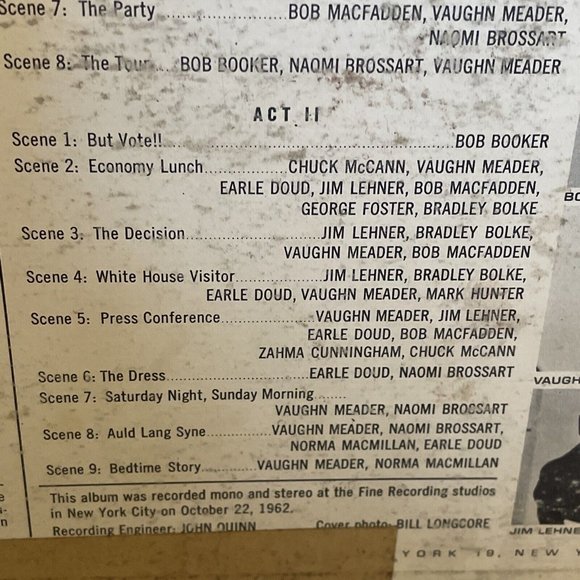 Scene 7: The Party..................BOB MACFADDEN, VAUGHN MEADER,
NAOMI BROSSART
Scene 8: The Tour....BOB BOOKER, NAOMI BROSSART, VAUGHN MEADER
ACT II
Scene 1: But Vote!!..................BOB BOOKER
Scene 2: Economy Lunch..................CHUCK McCANN, VAUGHN MEADER,
EARLE DOUD, JIM LEHNER, BOB MACFADDEN,
GEORGE FOSTER, BRADLEY BOLKE
Scene 3: The Decision..................JIM LEHNER, BRADLEY BOLKE,
VAUGHN MEADER, BOB MACFADDEN
Scene 4: White House Visitor..................JIM LEHNER, BRADLEY BOLKE,
EARLE DOUD, VAUGHN MEADER, MARK HUNTER
Scene 5: Press Conference..................VAUGHN MEADER, JIM LEHNER,
EARLE DOUD, BOB MACFADDEN,
ZAHMA CUNNINGHAM, CHUCK McCANN
Scene 6: The Dress..................EARLE DOUD, NAOMI BROSSART
Scene 7: Saturday Night, Sunday Morning.......
VAUGHN MEADER, NAOMI BROSSART
Scene 8: Auld Lang Syne..................VAUGHN MEADER, NAOMI BROSSART,
NORMA MACMILLAN, EARLE DOUD
Scene 9: Bedtime Story..................VAUGHN MEADER, NORMA MACMILLAN
This album was recorded mono and stereo at the Fine Recording studios
in New York City on October 22, 1962.
Recording Engineer: JOHN QUINN Cover photo: BILL LONGCORE
BO
VAUGH
JIM LEHNE
YORK 19, NEW Y